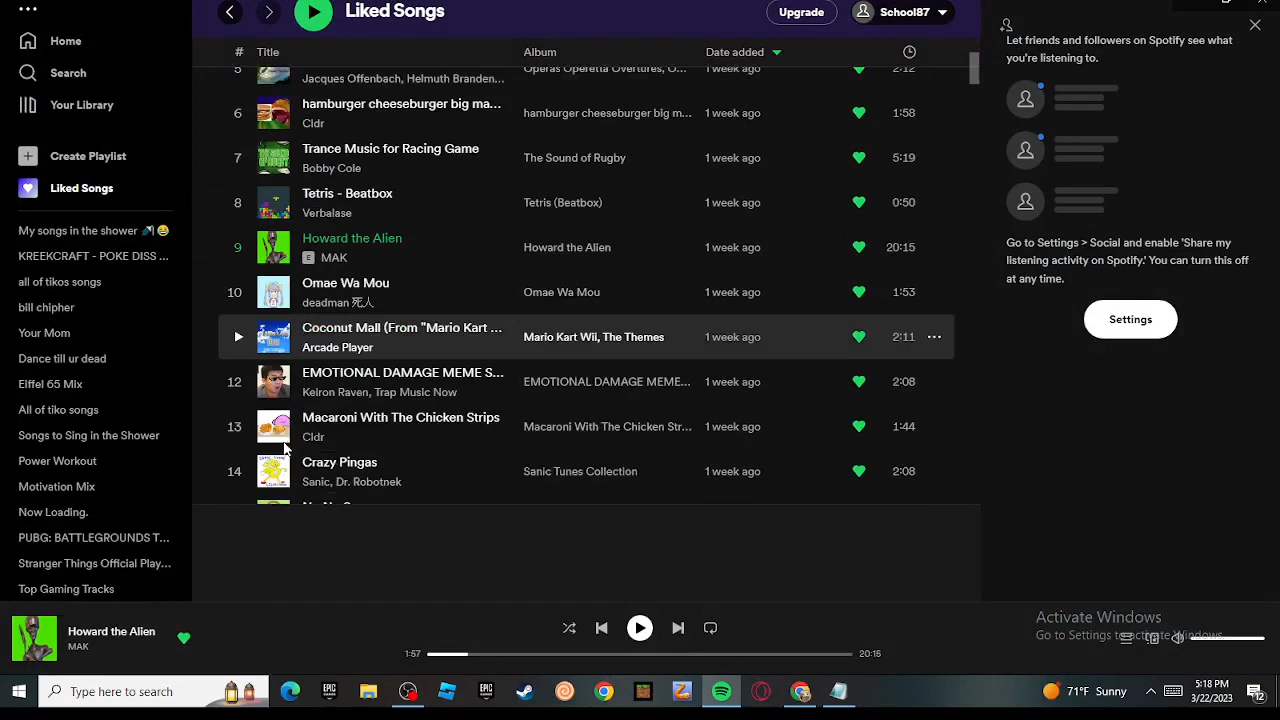 Liked Songs
Upgrade
School87
Home
Search
Your Library
Create Playlist
Liked Songs
My songs in the shower 🚿😂
KREEKCRAFT - POKE DISS ...
all of tikos songs
bill chipher
Your Mom
Dance till ur dead
Elffel 65 Mix
All of tiko songs
Songs to Sing in the Shower
Power Workout
Motivation Mix
Now Loading.
PUBG: BATTLEGROUNDS T...
Stranger Things Official Play...
Top Gaming Tracks
# Title Album Date added
5 Operas Operetta Overtures, O... 1 week ago 2:12
Jacques Offenbach, Helmuth Branden...
6 hamburger cheeseburger big ma... hamburger cheeseburger big m... 1 week ago 1:58
Cldr
7 Trance Music for Racing Game The Sound of Rugby 1 week ago 5:19
Bobby Cole
8 Tetris - Beatbox Tetris (Beatbox) 1 week ago 0:50
Verbalase
9 Howard the Alien Howard the Alien 1 week ago 20:15
E MAK
10 Omae Wa Mou Omae Wa Mou 1 week ago 1:53
deadman 死人
Coconut Mall (From "Mario Kart ... Mario Kart Wii, The Themes 1 week ago 2:11 ...
Arcade Player
12 EMOTIONAL DAMAGE MEME S... EMOTIONAL DAMAGE MEME... 1 week ago 2:08
Keiron Raven, Trap Music Now
13 Macaroni With The Chicken Strips Macaroni With The Chicken Str... 1 week ago 1:44
Cldr
14 Crazy Pingas Sanic Tunes Collection 1 week ago 2:08
Sanic, Dr. Robotnek
Let friends and followers on Spotify see what
you're listening to.
Go to Settings > Social and enable 'Share my
listening activity on Spotify.' You can turn this
off at any time.
Settings
Howard the Alien
MAK
1:57
20:15
Activate Windows
Go to Settings to activate Windows.
Type here to search
EPIC GAMES
EPIC GAMES
71°F Sunny
5:18 PM
3/22/2023
12